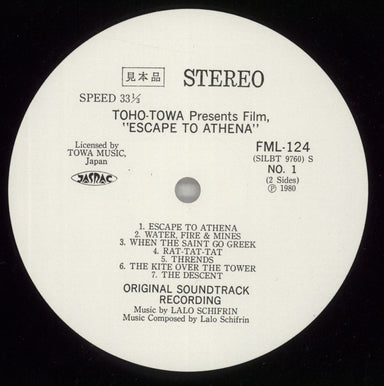 見本品 STEREO
SPEED 33⅓
TOHO-TOWA Presents Film,
"ESCAPE TO ATHENA"
Licensed by
TOWA MUSIC,
Japan
JASRAC
FML-124
(SILBT 9760) S
NO. 1
(2 Sides)
Ⓟ 1980
1. ESCAPE TO ATHENA
2. WATER, FIRE & MINES
3. WHEN THE SAINT GO GREEK
4. RAT-TAT-TAT
5. THRENDS
6. THE KITE OVER THE TOWER
7. THE DESCENT
ORIGINAL SOUNDTRACK
RECORDING
Music by LALO SCHIFRIN
Music Composed by Lalo Schifrin